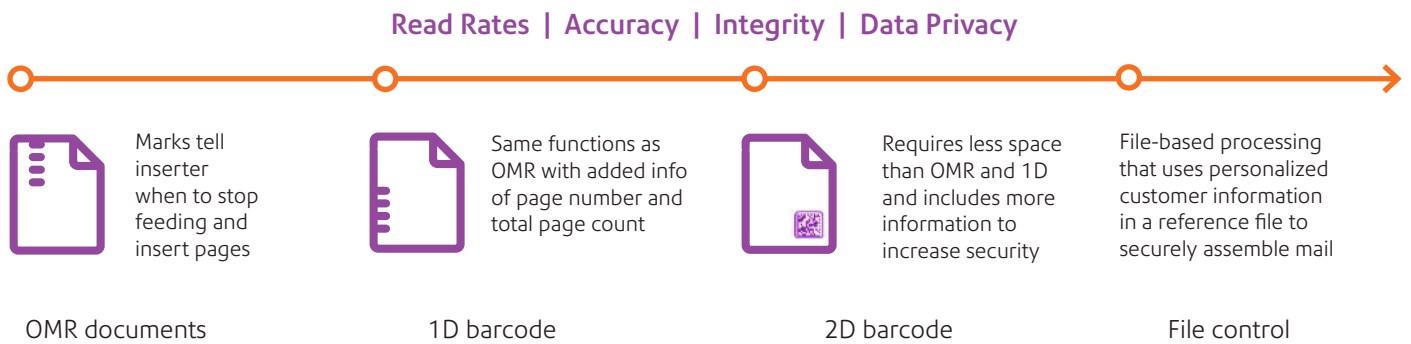 Read Rates | Accuracy | Integrity | Data Privacy
Marks tell
inserter
when to stop
feeding and
insert pages
Same functions as
OMR with added info
of page number and
total page count
Requires less space
than OMR and 1D
and includes more
information to
increase security
File-based processing
that uses personalized
customer information
in a reference file to
securely assemble mail
OMR documents
1D barcode
2D barcode
File control